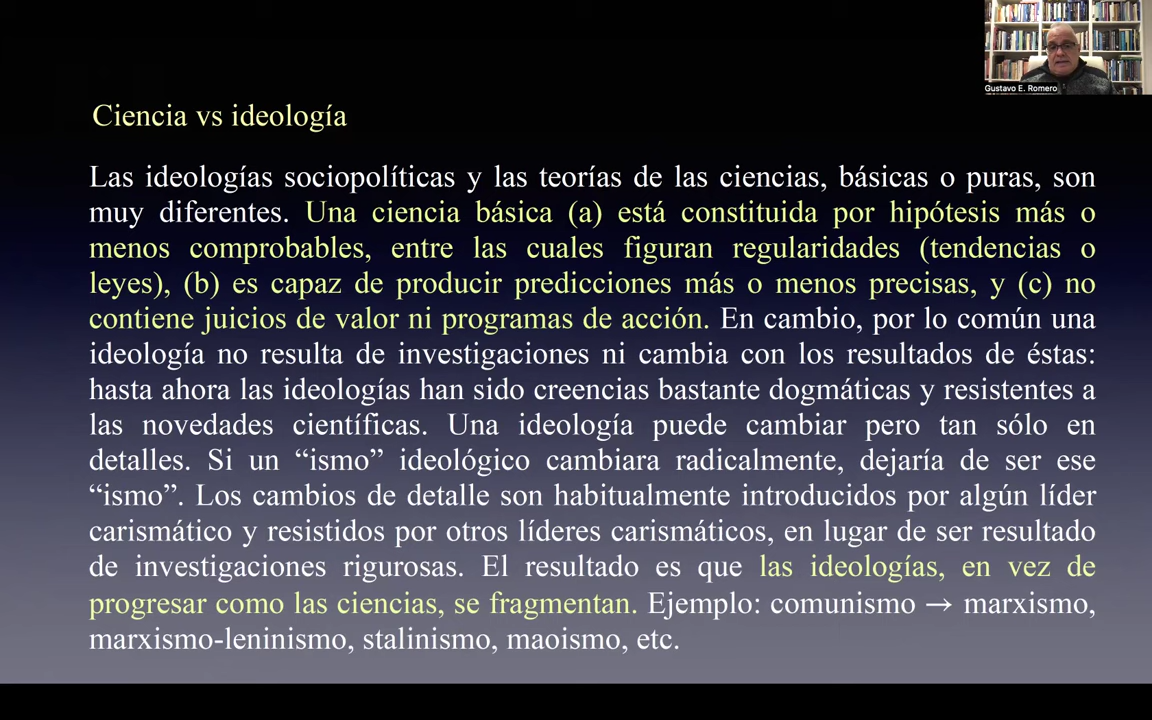 Gustavo E. Romero
Ciencia vs ideología
Las ideologías sociopolíticas y las teorías de las ciencias, básicas o puras, son
muy diferentes. Una ciencia básica (a) está constituida por hipótesis más o
menos comprobables, entre las cuales figuran regularidades (tendencias o
leyes), (b) es capaz de producir predicciones más o menos precisas, y (c) no
contiene juicios de valor ni programas de acción. En cambio, por lo común una
ideología no resulta de investigaciones ni cambia con los resultados de éstas:
hasta ahora las ideologías han sido creencias bastante dogmáticas y resistentes a
las novedades científicas. Una ideología puede cambiar pero tan sólo en
detalles. Si un “ismo” ideológico cambiara radicalmente, dejaría de ser ese
“ismo”. Los cambios de detalle son habitualmente introducidos por algún líder
carismático y resistidos por otros líderes carismáticos, en lugar de ser resultado
de investigaciones rigurosas. El resultado es que las ideologías, en vez de
progresar como las ciencias, se fragmentan. Ejemplo: comunismo → marxismo,
marxismo-leninismo, stalinismo, maoismo, etc.